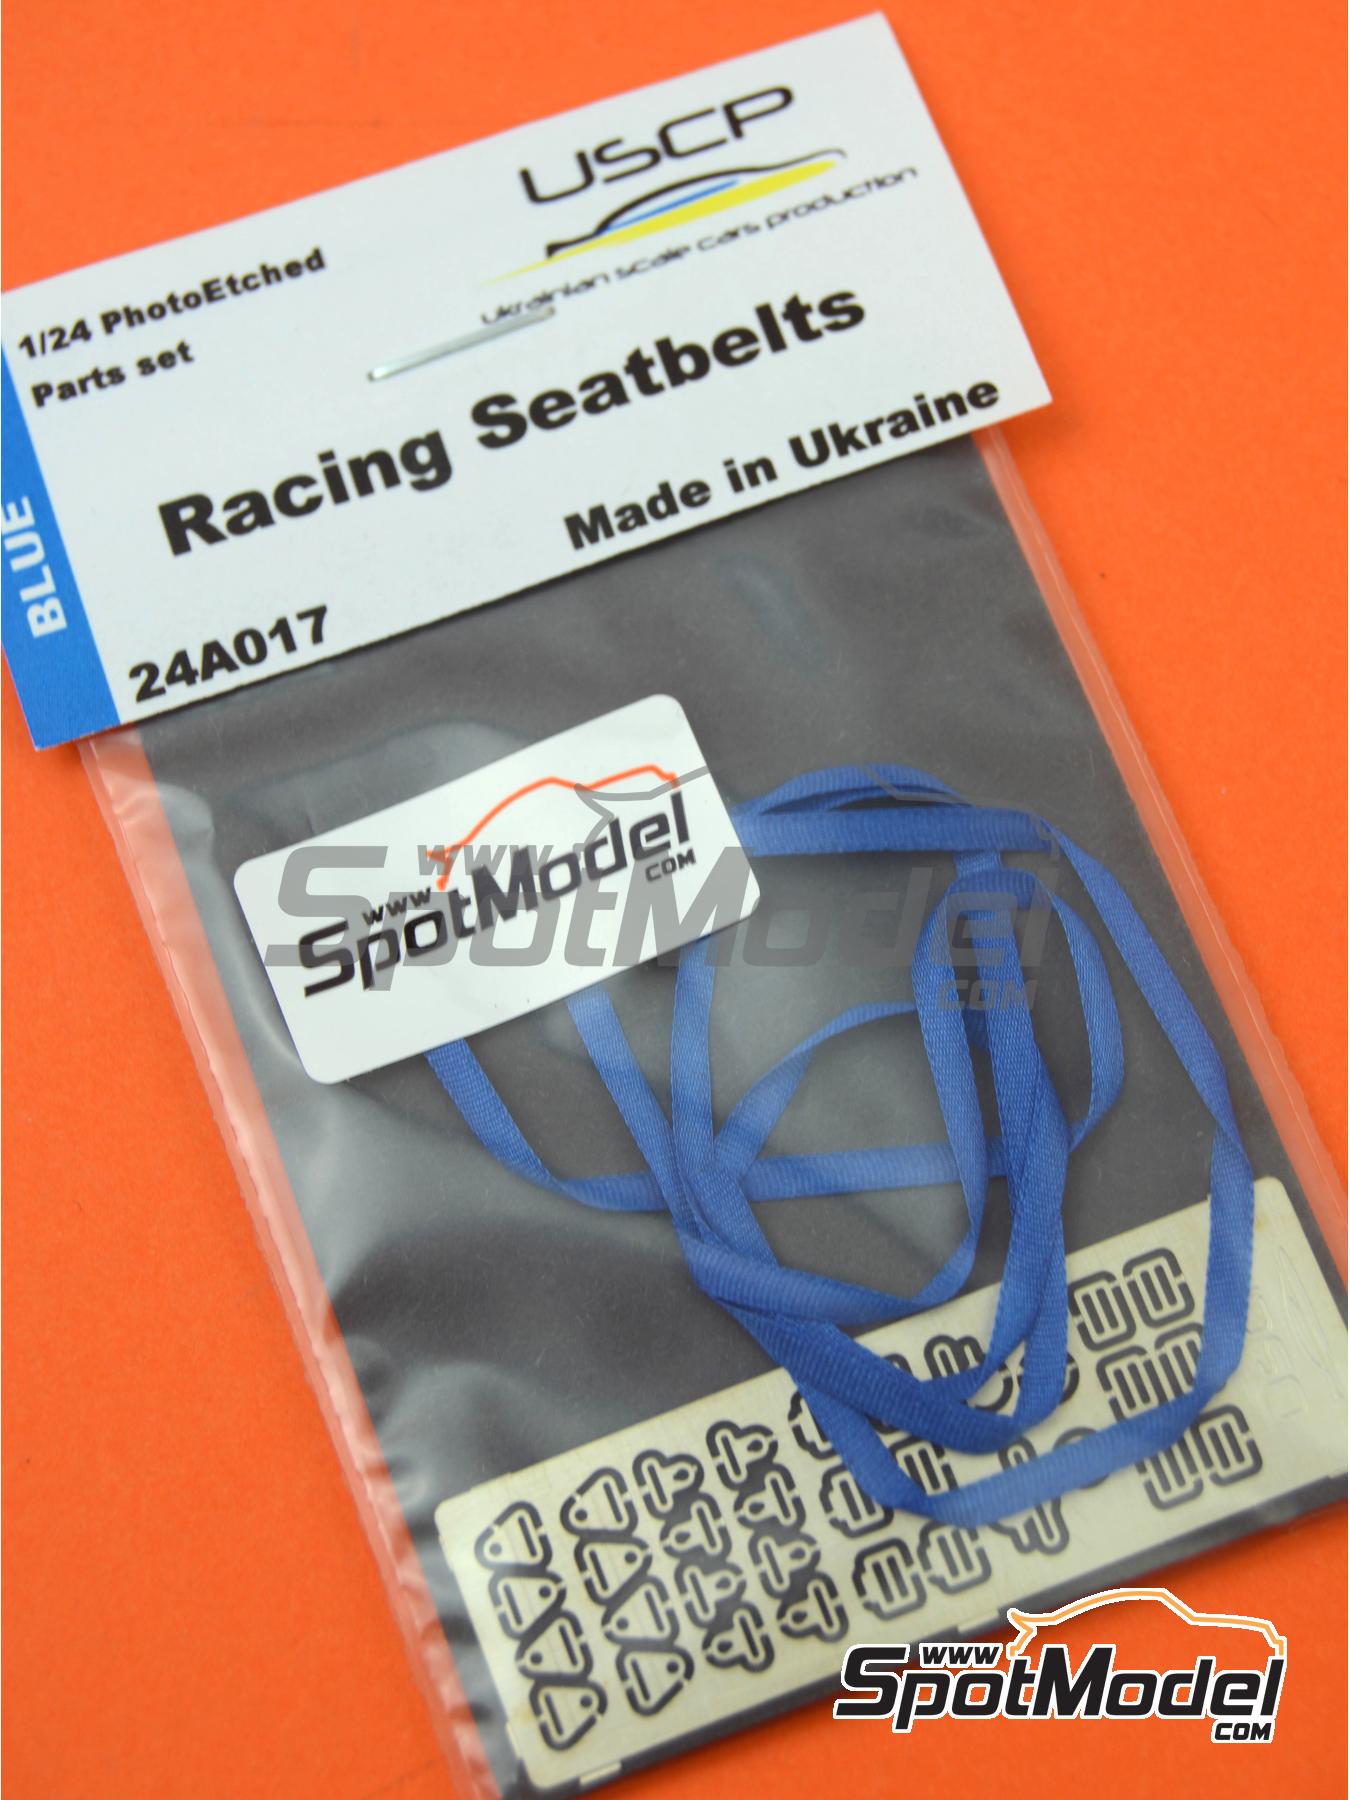 USCP
ukrainian scale cars production
1/24 PhotoEtched
Parts set
Racing Seatbelts
Made in Ukraine
BLUE
24A017
www
SpotModel
COM
www
SpotModel
COM
www
SpotModel
COM